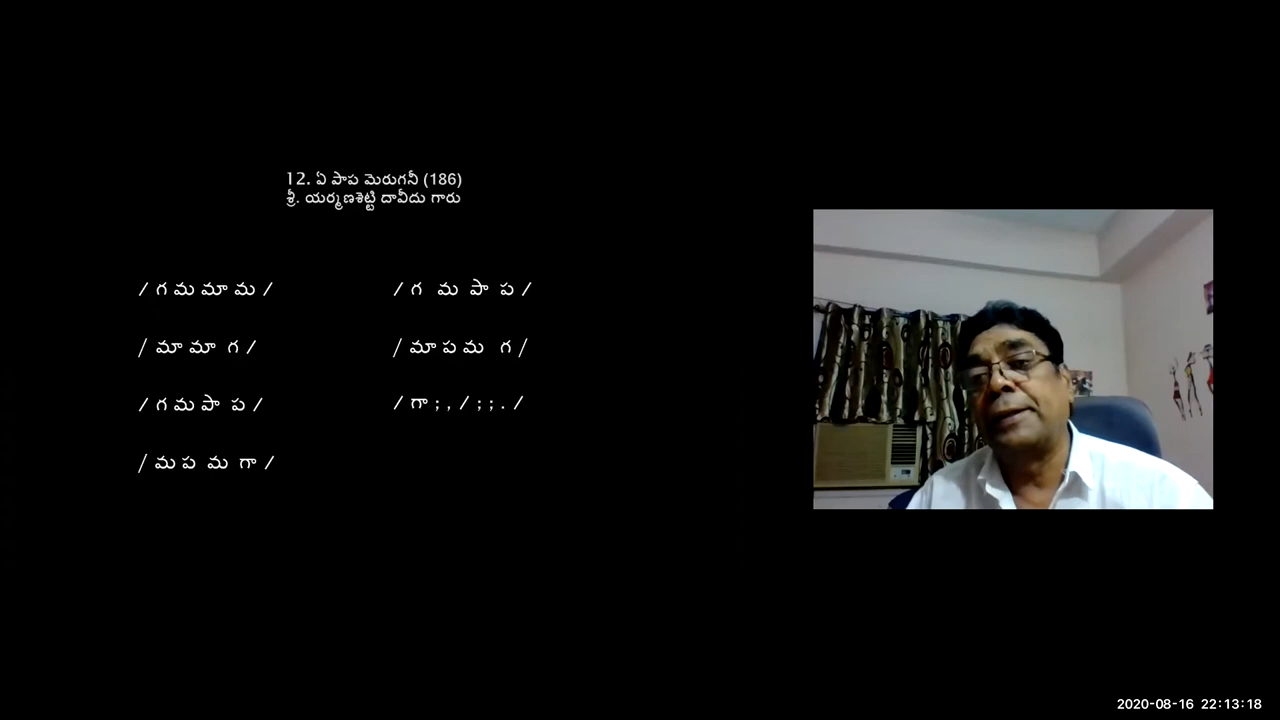 12. ఏ పాప మెరుగనీ (186)
శ్రీ. యర్మణశెట్టి దావీదు గారు
/ గ మ మా మ /
/ మా మా గ /
/ గ మ పా ప /
/ మ ప మ గా /
/ గ మ పా ప /
/ మా ప మ గ /
/ గా ; , / ; ; . /
2020-08-16 22:13:18